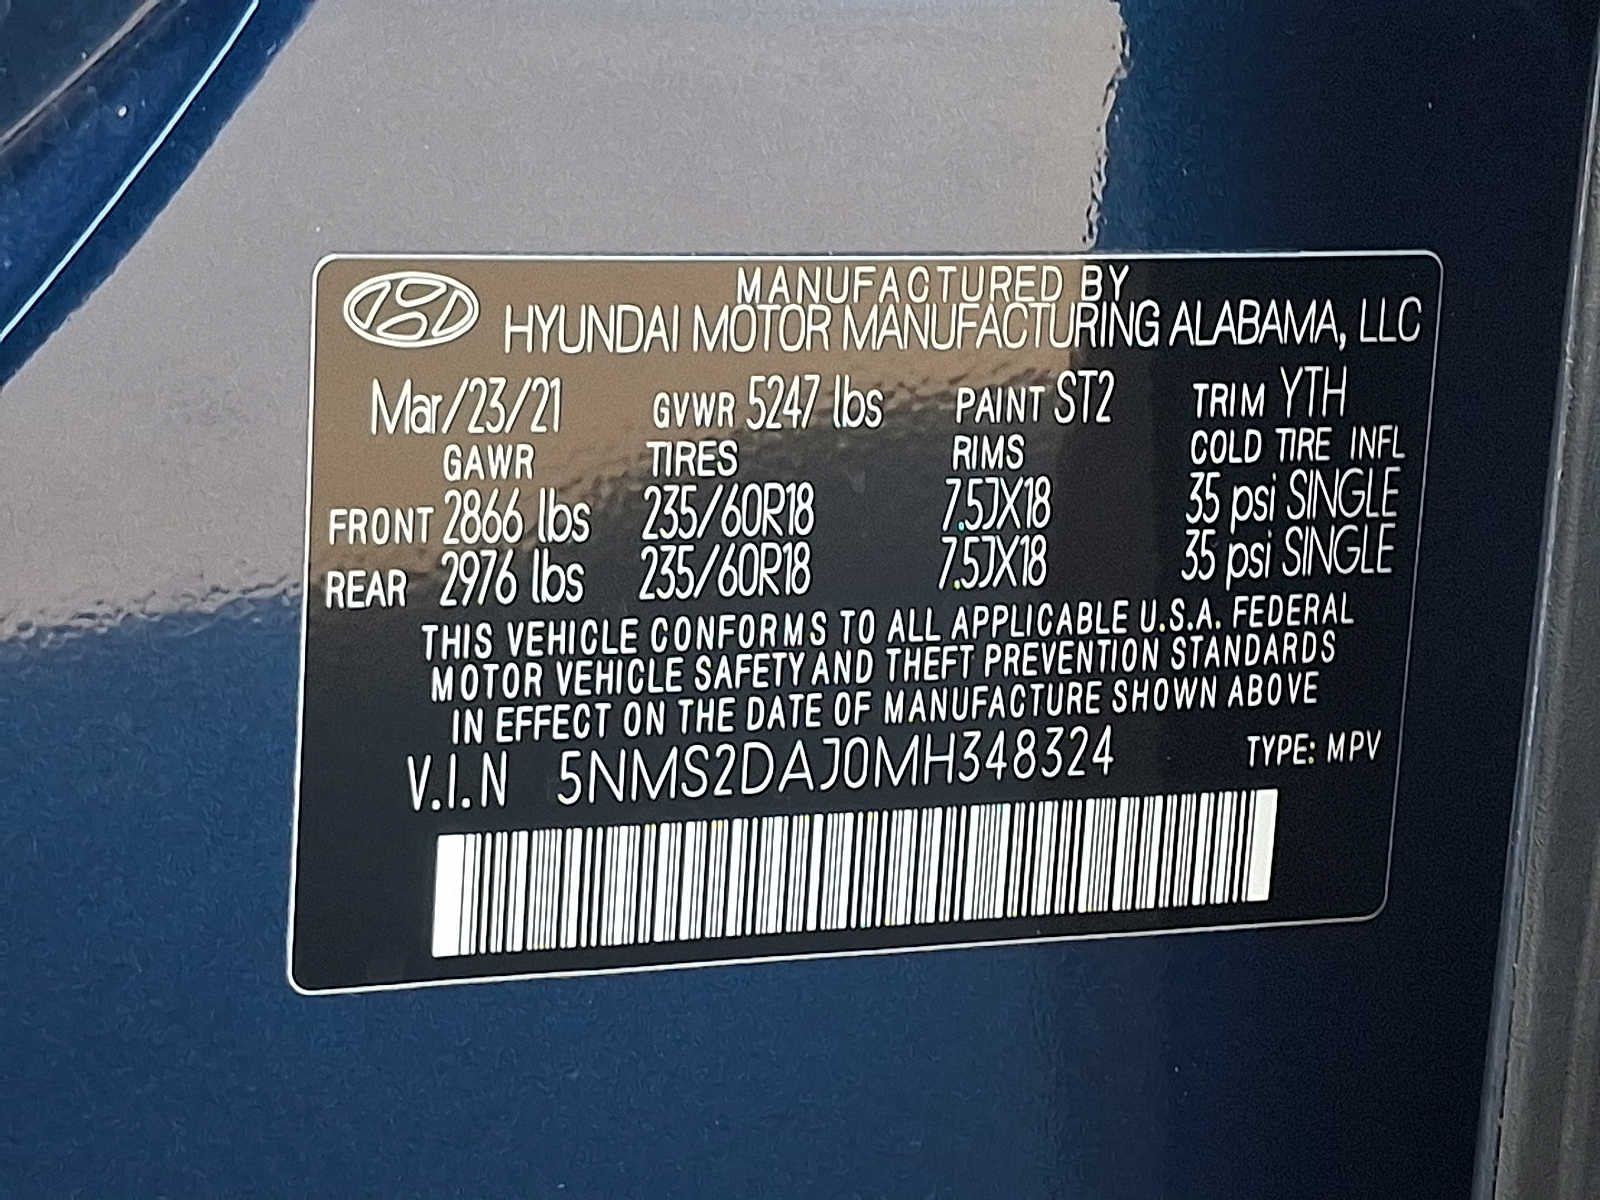 MANUFACTURED BY
HYUNDAI MOTOR MANUFACTURING ALABAMA, LLC
Mar/23/21 GVWR 5247 lbs PAINT ST2 TRIM YTH
GAWR TIRES RIMS COLD TIRE INFL
FRONT 2866 lbs 235/60R18 7.5JX18 35 psi SINGLE
REAR 2976 lbs 235/60R18 7.5JX18 35 psi SINGLE
THIS VEHICLE CONFORMS TO ALL APPLICABLE U.S.A. FEDERAL
MOTOR VEHICLE SAFETY AND THEFT PREVENTION STANDARDS
IN EFFECT ON THE DATE OF MANUFACTURE SHOWN ABOVE
V.I.N 5NMS2DAJ0MH348324 TYPE: MPV